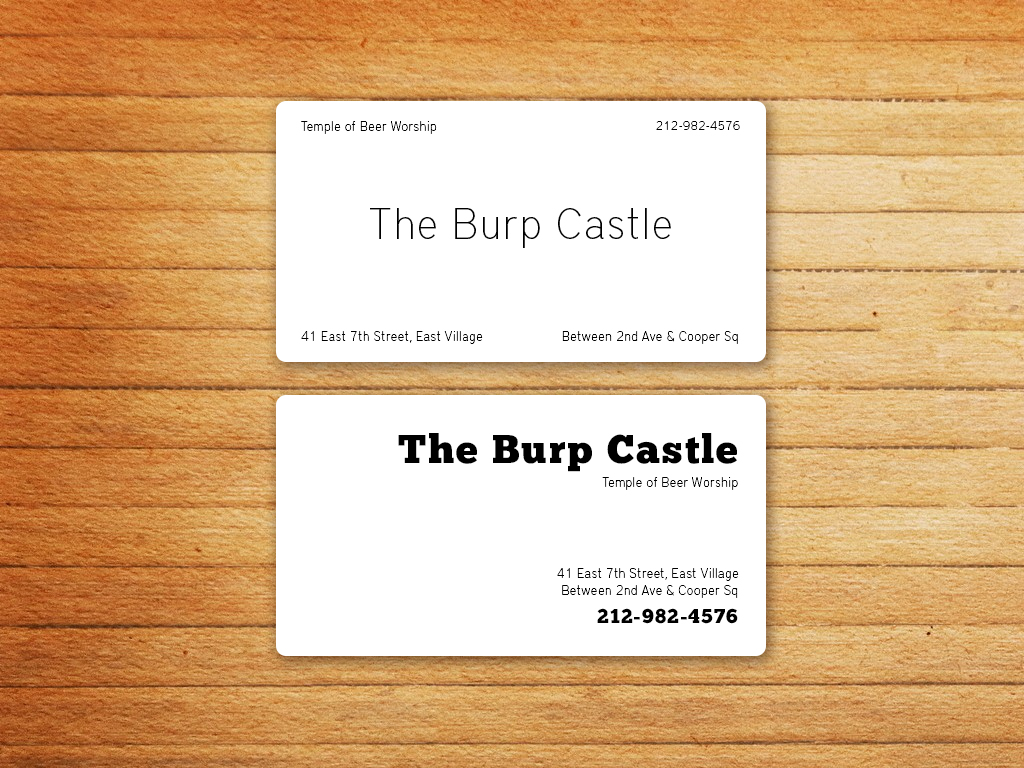 Temple of Beer Worship
212-982-4576
The Burp Castle
41 East 7th Street, East Village
Between 2nd Ave & Cooper Sq
The Burp Castle
Temple of Beer Worship
41 East 7th Street, East Village
Between 2nd Ave & Cooper Sq
212-982-4576